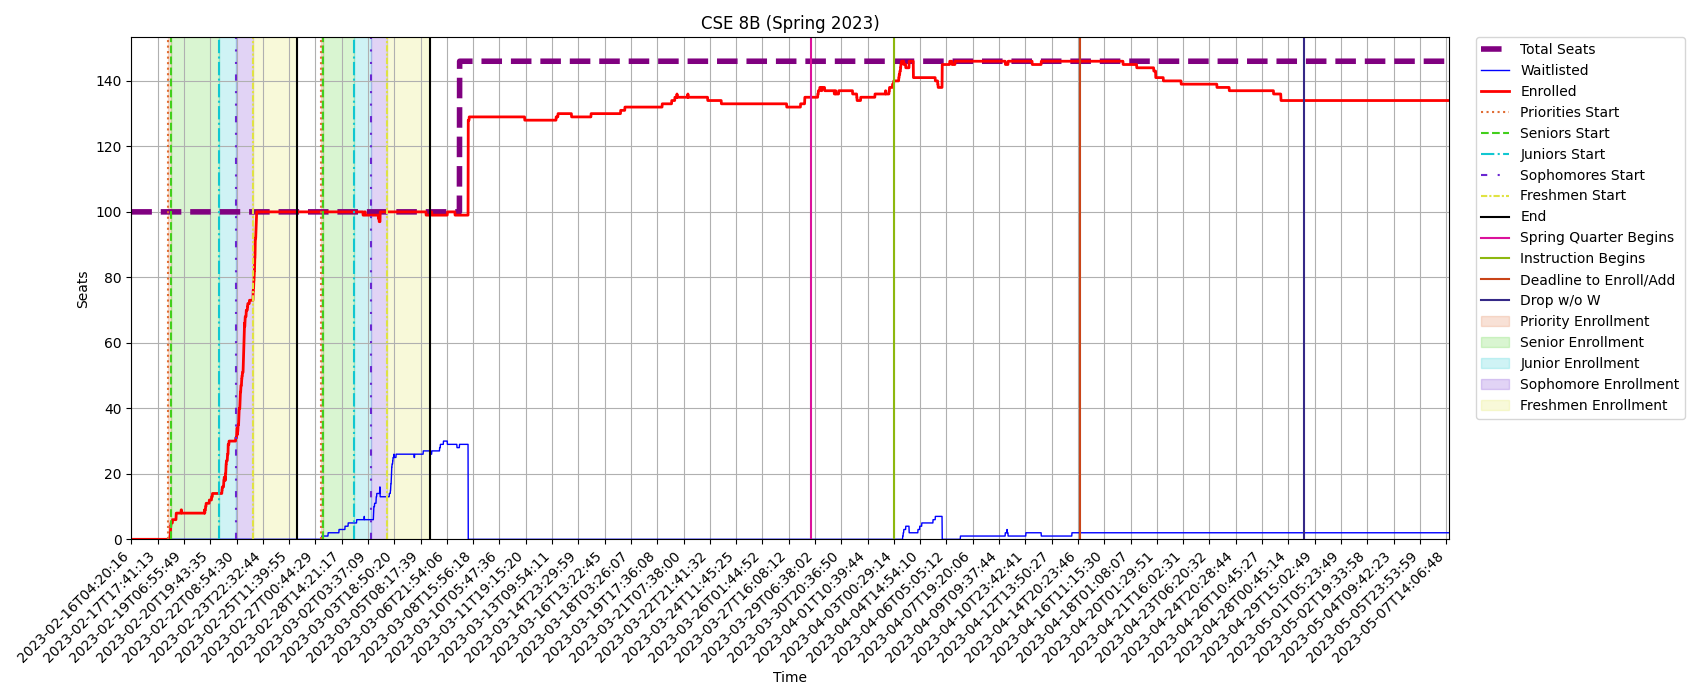 CSE 8B (Spring 2023)
Seats
140
120
100
80
60
40
20
0
2023-02-16T04:20:16
2023-02-17T17:41:13
2023-02-19T06:55:49
2023-02-20T19:43:35
2023-02-22T08:54:30
2023-02-23T22:32:44
2023-02-25T11:39:55
2023-02-27T00:44:29
2023-02-28T14:21:17
2023-03-02T03:37:09
2023-03-03T18:50:20
2023-03-05T08:17:39
2023-03-06T21:54:06
2023-03-08T15:56:18
2023-03-10T05:47:36
2023-03-11T19:15:20
2023-03-13T09:54:11
2023-03-14T23:29:59
2023-03-16T13:22:45
2023-03-18T03:26:07
2023-03-19T17:36:08
2023-03-21T07:38:00
2023-03-22T21:41:32
2023-03-24T11:45:25
2023-03-26T01:44:52
2023-03-27T16:08:12
2023-03-29T06:38:02
2023-03-30T20:36:50
2023-04-01T10:39:44
2023-04-03T00:29:14
2023-04-04T14:54:10
2023-04-06T05:05:12
2023-04-07T19:20:06
2023-04-09T09:37:44
2023-04-10T23:42:41
2023-04-12T13:50:27
2023-04-14T20:23:46
2023-04-16T11:15:30
2023-04-18T01:08:07
2023-04-20T01:29:51
2023-04-21T16:02:31
2023-04-23T06:20:32
2023-04-24T20:28:44
2023-04-26T10:45:27
2023-04-28T00:45:14
2023-04-29T15:02:49
2023-05-01T05:23:49
2023-05-02T19:33:58
2023-05-04T09:42:23
2023-05-05T23:53:59
2023-05-07T14:06:48
Time
Total Seats
Waitlisted
Enrolled
Priorities Start
Seniors Start
Juniors Start
Sophomores Start
Freshmen Start
End
Spring Quarter Begins
Instruction Begins
Deadline to Enroll/Add
Drop w/o W
Priority Enrollment
Senior Enrollment
Junior Enrollment
Sophomore Enrollment
Freshmen Enrollment